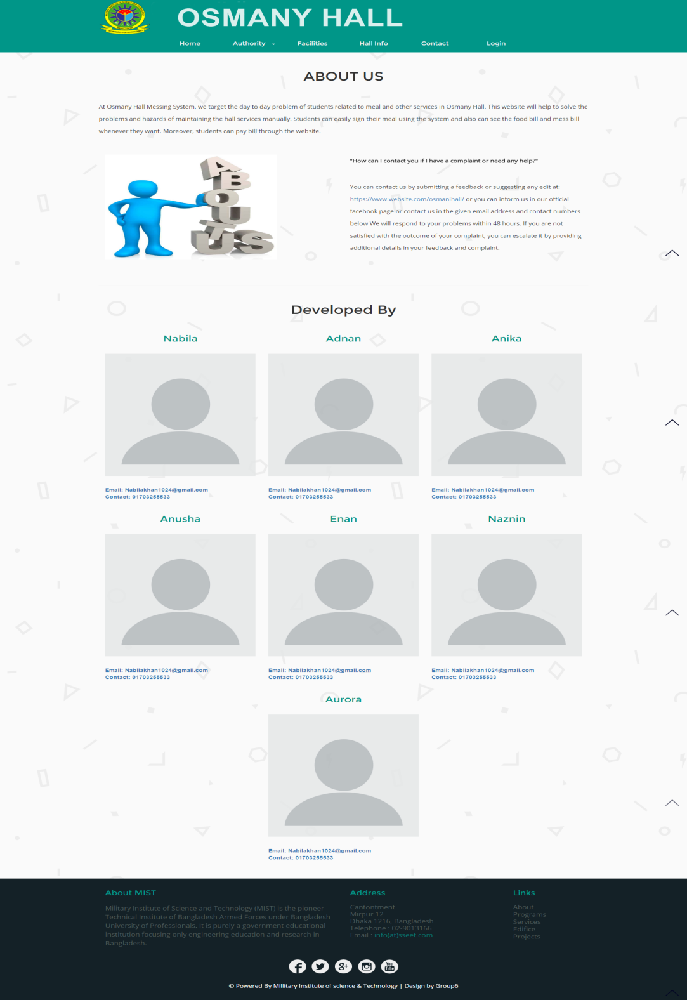 OSMANY HALL
Home Authority Facilities Hall Info Contact Login
ABOUT US
At Osmany Hall Messing System, we target the day to day problem of students related to meal and other services in Osmany Hall. This website will help to solve the
problems and hazards of maintaining the hall services manually. Students can easily sign their meal using the system and also can see the food bill and mess bill
whenever they want. Moreover, students can pay bill through the website.
ABOUT US
"How can I contact you if I have a complaint or need any help?"
You can contact us by submitting a feedback or suggesting any edit at:
https://www.website.com/osmanihall/ or you can inform us in our official
facebook page or contact us in the given email address and contact numbers
below We will respond to your problems within 48 hours. If you are not
satisfied with the outcome of your complaint, you can escalate it by providing
additional details in your feedback and complaint.
Developed By
Nabila Adnan Anika
Email: Nabilakhan1024@gmail.com Email: Nabilakhan1024@gmail.com Email: Nabilakhan1024@gmail.com
Contact: 01703255533 Contact: 01703255533 Contact: 01703255533
Anusha Enan Naznin
Email: Nabilakhan1024@gmail.com Email: Nabilakhan1024@gmail.com Email: Nabilakhan1024@gmail.com
Contact: 01703255533 Contact: 01703255533 Contact: 01703255533
Aurora
Email: Nabilakhan1024@gmail.com
Contact: 01703255533
About MIST
Military Institute of Science and Technology (MIST) is the pioneer
Technical Institute of Bangladesh Armed Forces under Bangladesh
University of Professionals. It is purely a government educational
institution focusing only engineering education and research in
Bangladesh.
Address
Cantontment
Mirpur 12
Dhaka 1216, Bangladesh
Telephone : 02-9013166
Email : info(at)sseet.com
Links
About
Programs
Services
Edifice
Projects
You Tube
© Powered By Millitary Institute of science & Technology | Design by Group6